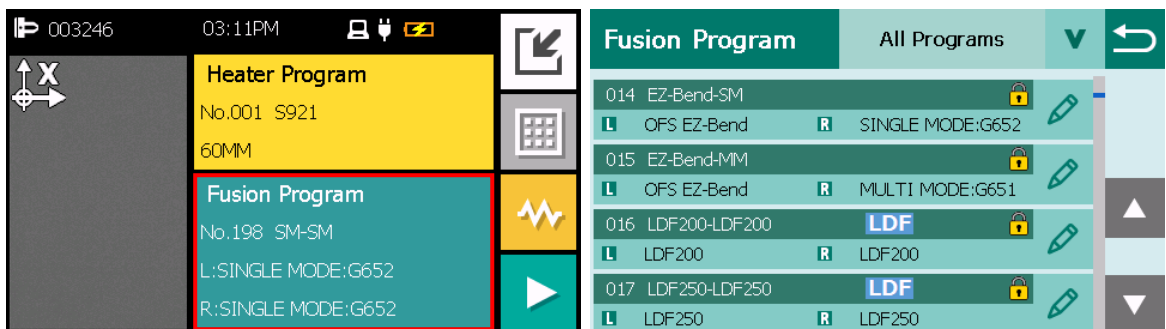 003246 03:11PM
X
Heater Program
No.001 S921
60MM
Fusion Program
No.198 SM-SM
L:SINGLE MODE:G652
R:SINGLE MODE:G652
Fusion Program All Programs V
014 EZ-Bend-SM
L OFS EZ-Bend R SINGLE MODE:G652
015 EZ-Bend-MM
L OFS EZ-Bend R MULTI MODE:G651
016 LDF200-LDF200 LDF
L LDF200 R LDF200
017 LDF250-LDF250 LDF
L LDF250 R LDF250